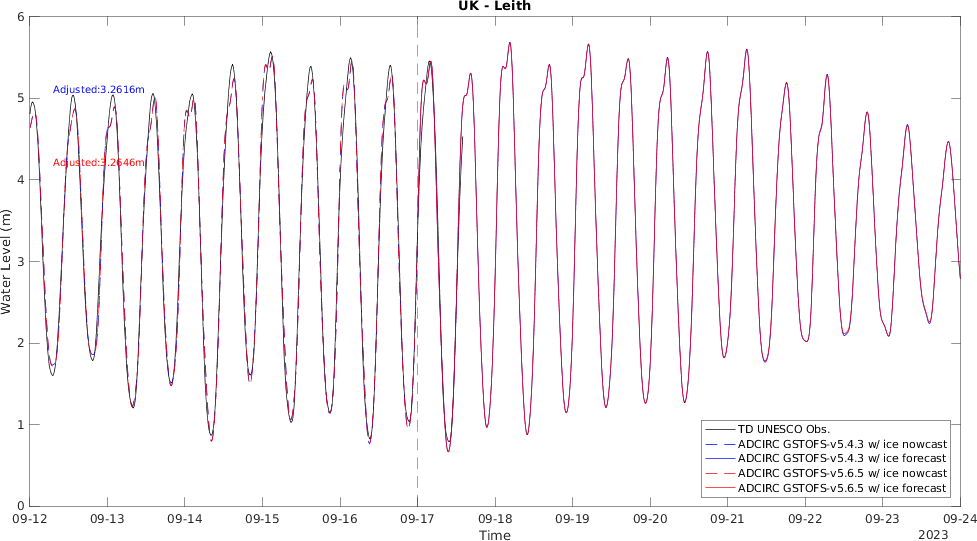 UK - Leith
6
5
4
3
2
1
0
Water Level (m)
Adjusted:3.2616m
Adjusted:3.2646m
TD UNESCO Obs.
ADCIRC GSTOFS-v5.4.3 w/ ice nowcast
ADCIRC GSTOFS-v5.4.3 w/ ice forecast
ADCIRC GSTOFS-v5.6.5 w/ ice nowcast
ADCIRC GSTOFS-v5.6.5 w/ ice forecast
09-12 09-13 09-14 09-15 09-16 09-17 09-18 09-19 09-20 09-21 09-22 09-23 09-24
Time
2023